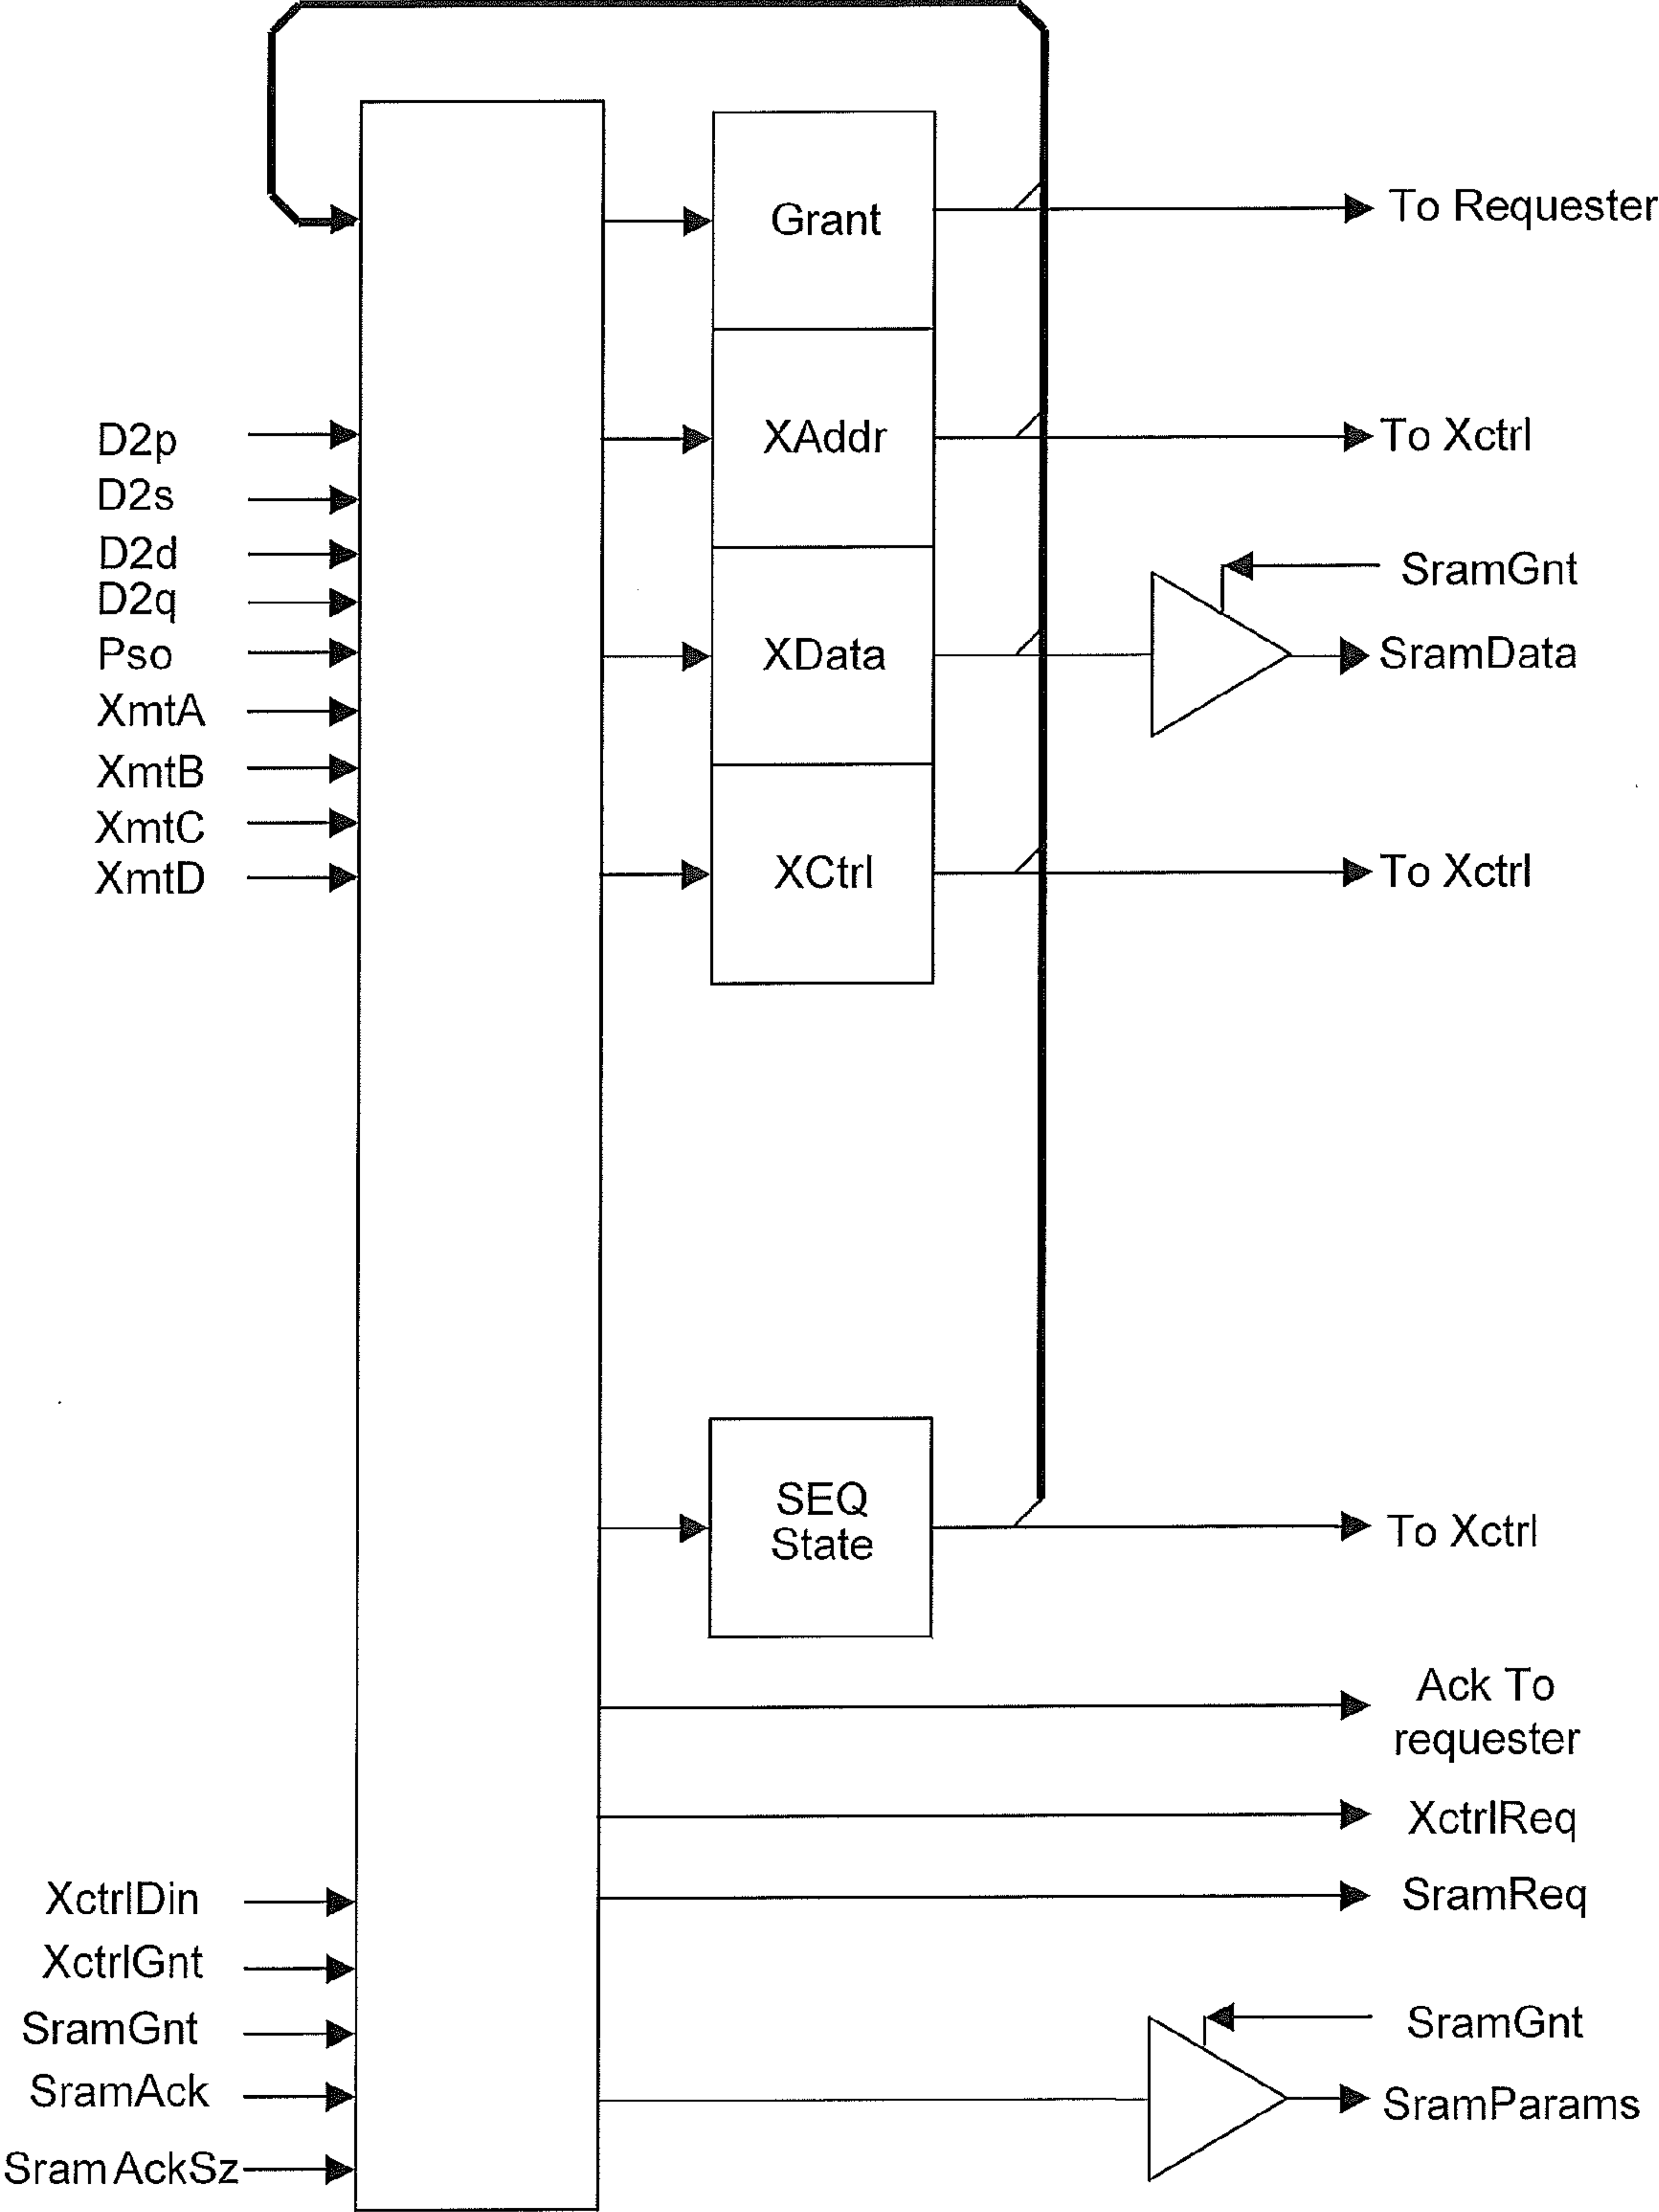 Grant
To Requester
D2p
XAddr
To Xctrl
D2s
D2d
SramGnt
D2q
Pso
XData
SramData
XmtA
XmtB
XmtC
XmtD
XCtrl
To Xctrl
SEQ
State
To Xctrl
Ack To
requester
XctrlReq
XctrlDin
SramReq
XctrlGnt
SramGnt
SramGnt
SramAck
SramParams
SramAckSz